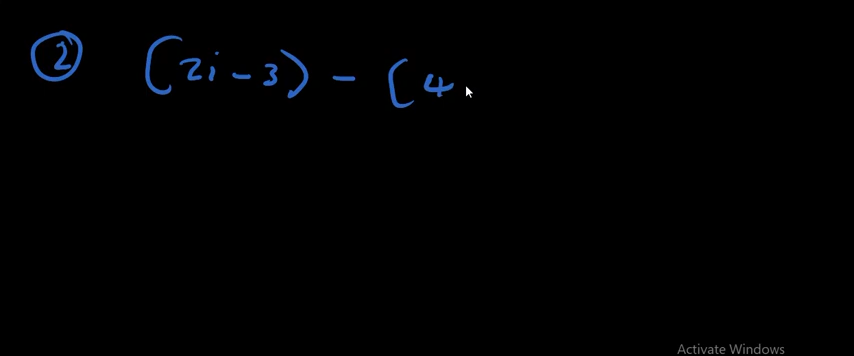 ② (2i - 3) - (4
Activate Windows